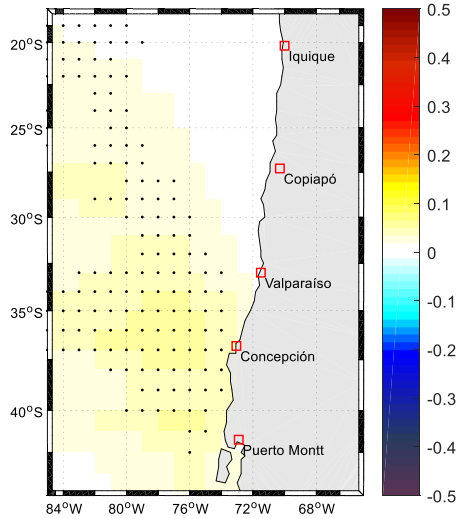 20°S
25°S
30°S
35°S
40°S
84°W
80°W
76°W
72°W
68°W
Iquique
Copiapó
Valparaíso
Concepción
Puerto Montt
0.5
0.4
0.3
0.2
0.1
0
-0.1
-0.2
-0.3
-0.4
-0.5